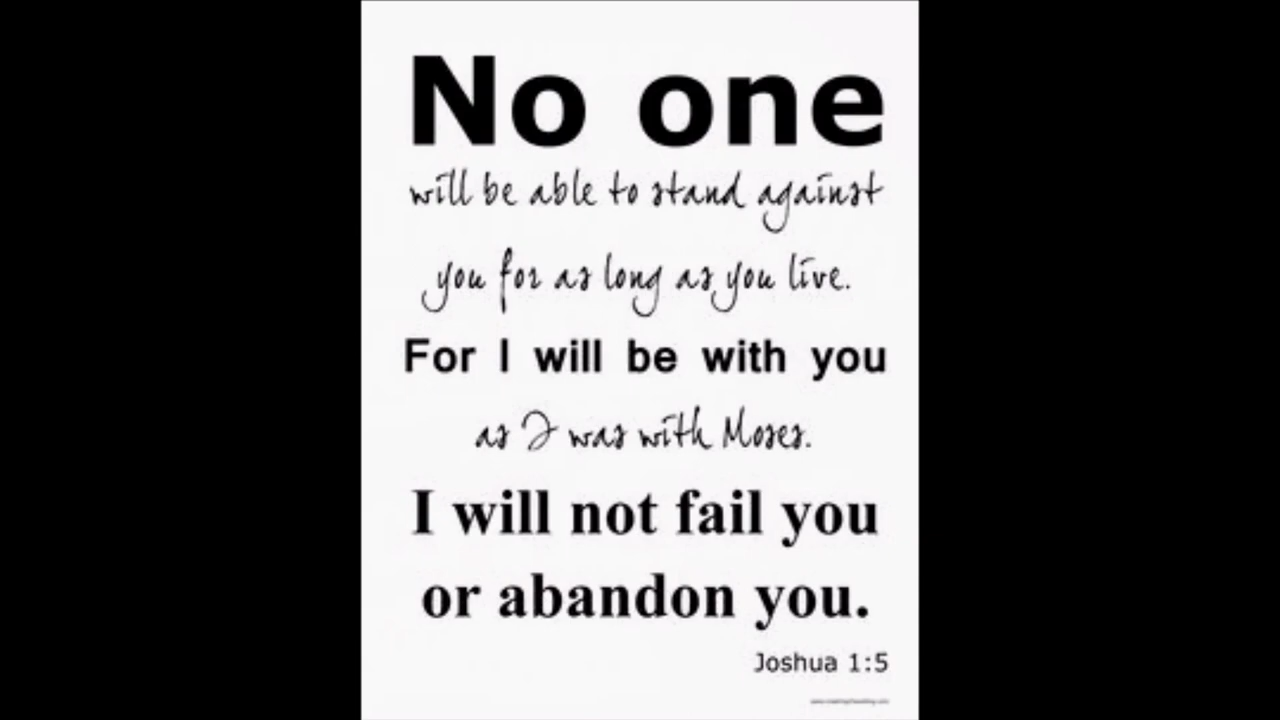 No one
will be able to stand against
you for as long as you live.
For I will be with you
as I was with Moses.
I will not fail you
or abandon you.
Joshua 1:5